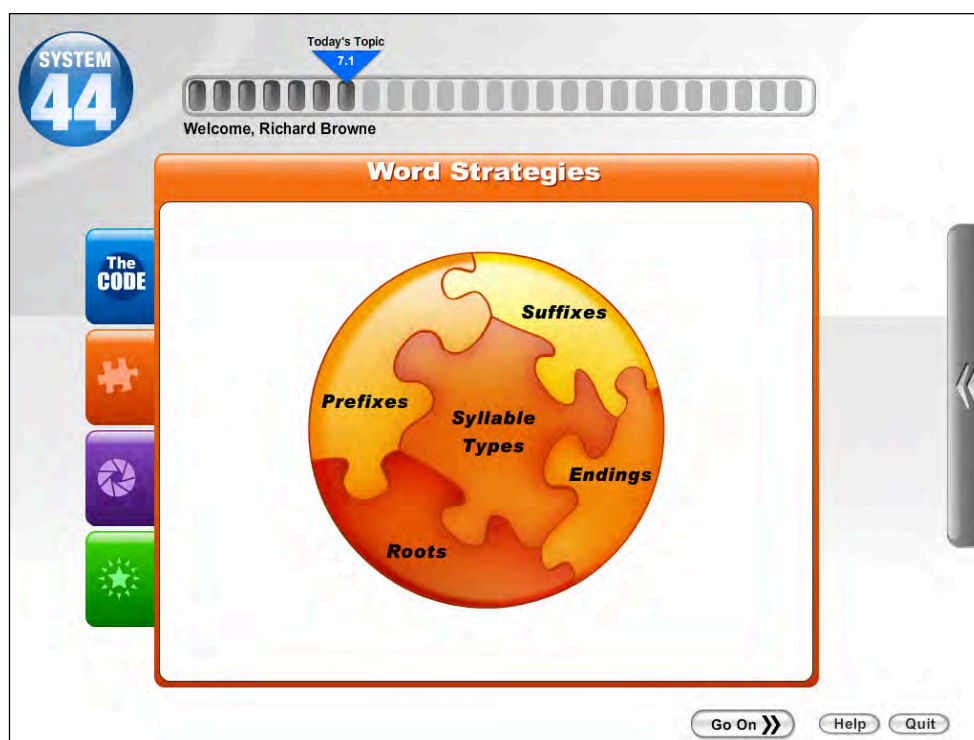 SYSTEM
44
Today's Topic
7.1
Welcome, Richard Browne
Word Strategies
The
CODE
Suffixes
Prefixes
Syllable
Types
Endings
Roots
Go On
Help
Quit